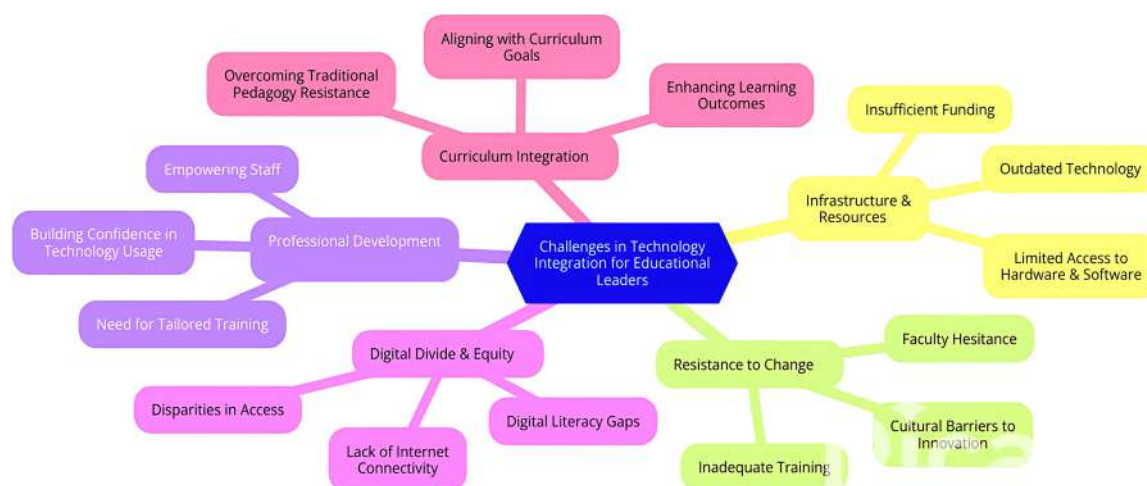 Aligning with Curriculum
Goals
Overcoming Traditional
Pedagogy Resistance
Enhancing Learning
Outcomes
Curriculum Integration
Insufficient Funding
Outdated Technology
Infrastructure &
Resources
Limited Access to
Hardware & Software
Empowering Staff
Building Confidence in
Technology Usage
Professional Development
Need for Tailored Training
Challenges in Technology
Integration for Educational
Leaders
Digital Divide & Equity
Disparities in Access
Lack of Internet
Connectivity
Digital Literacy Gaps
Resistance to Change
Faculty Hesitance
Cultural Barriers to
Innovation
Inadequate Training